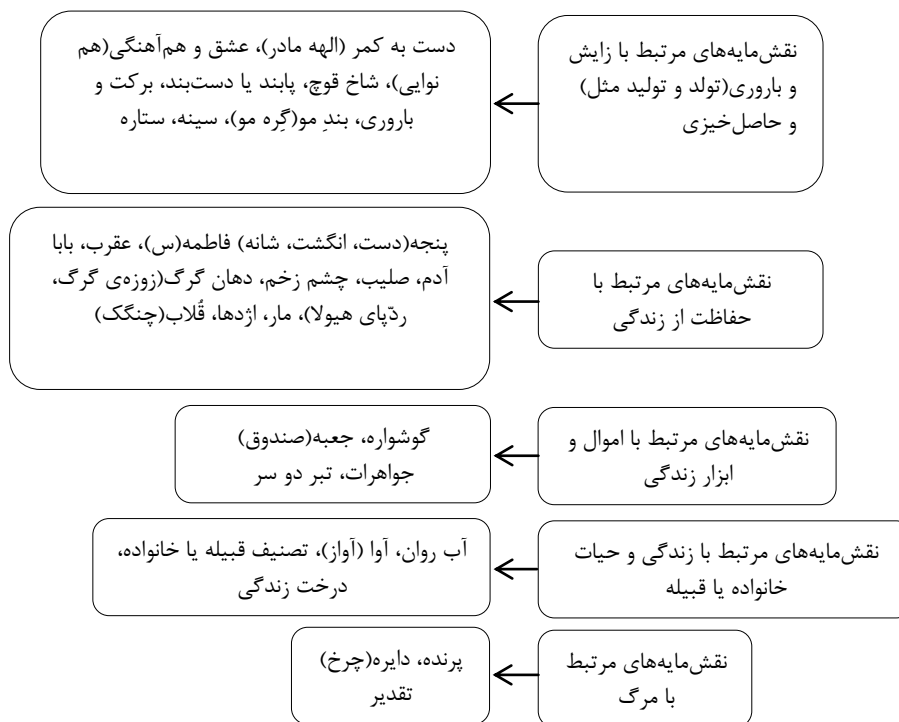 نقش‌مایه‌های مرتبط با زایش
و باروری(تولد و تولید مثل)
و حاصل‌خیزی
دست به کمر (الهه مادر)، عشق و هم‌آهنگی(هم
نوایی)، شاخ قوچ، پابند یا دست‌بند، برکت و
باروری، بندِ مو(گِره مو)، سینه، ستاره
نقش‌مایه‌های مرتبط با
حفاظت از زندگی
پنجه(دست، انگشت، شانه) فاطمه(س)، عقرب، بابا
آدم، صلیب، چشم زخم، دهان گرگ(زوزه‌ی گرگ،
ردّپای هیولا)، مار، اژدها، قُلاب(چنگک)
نقش‌مایه‌های مرتبط با اموال و
ابزار زندگی
گوشواره، جعبه(صندوق)
جواهرات، تبر دو سر
نقش‌مایه‌های مرتبط با زندگی و حیات
خانواده یا قبیله
آب روان، آوا (آواز)، تصنیف قبیله یا خانواده،
درخت زندگی
نقش‌مایه‌های مرتبط
با مرگ
پرنده، دایره(چرخ)
تقدیر